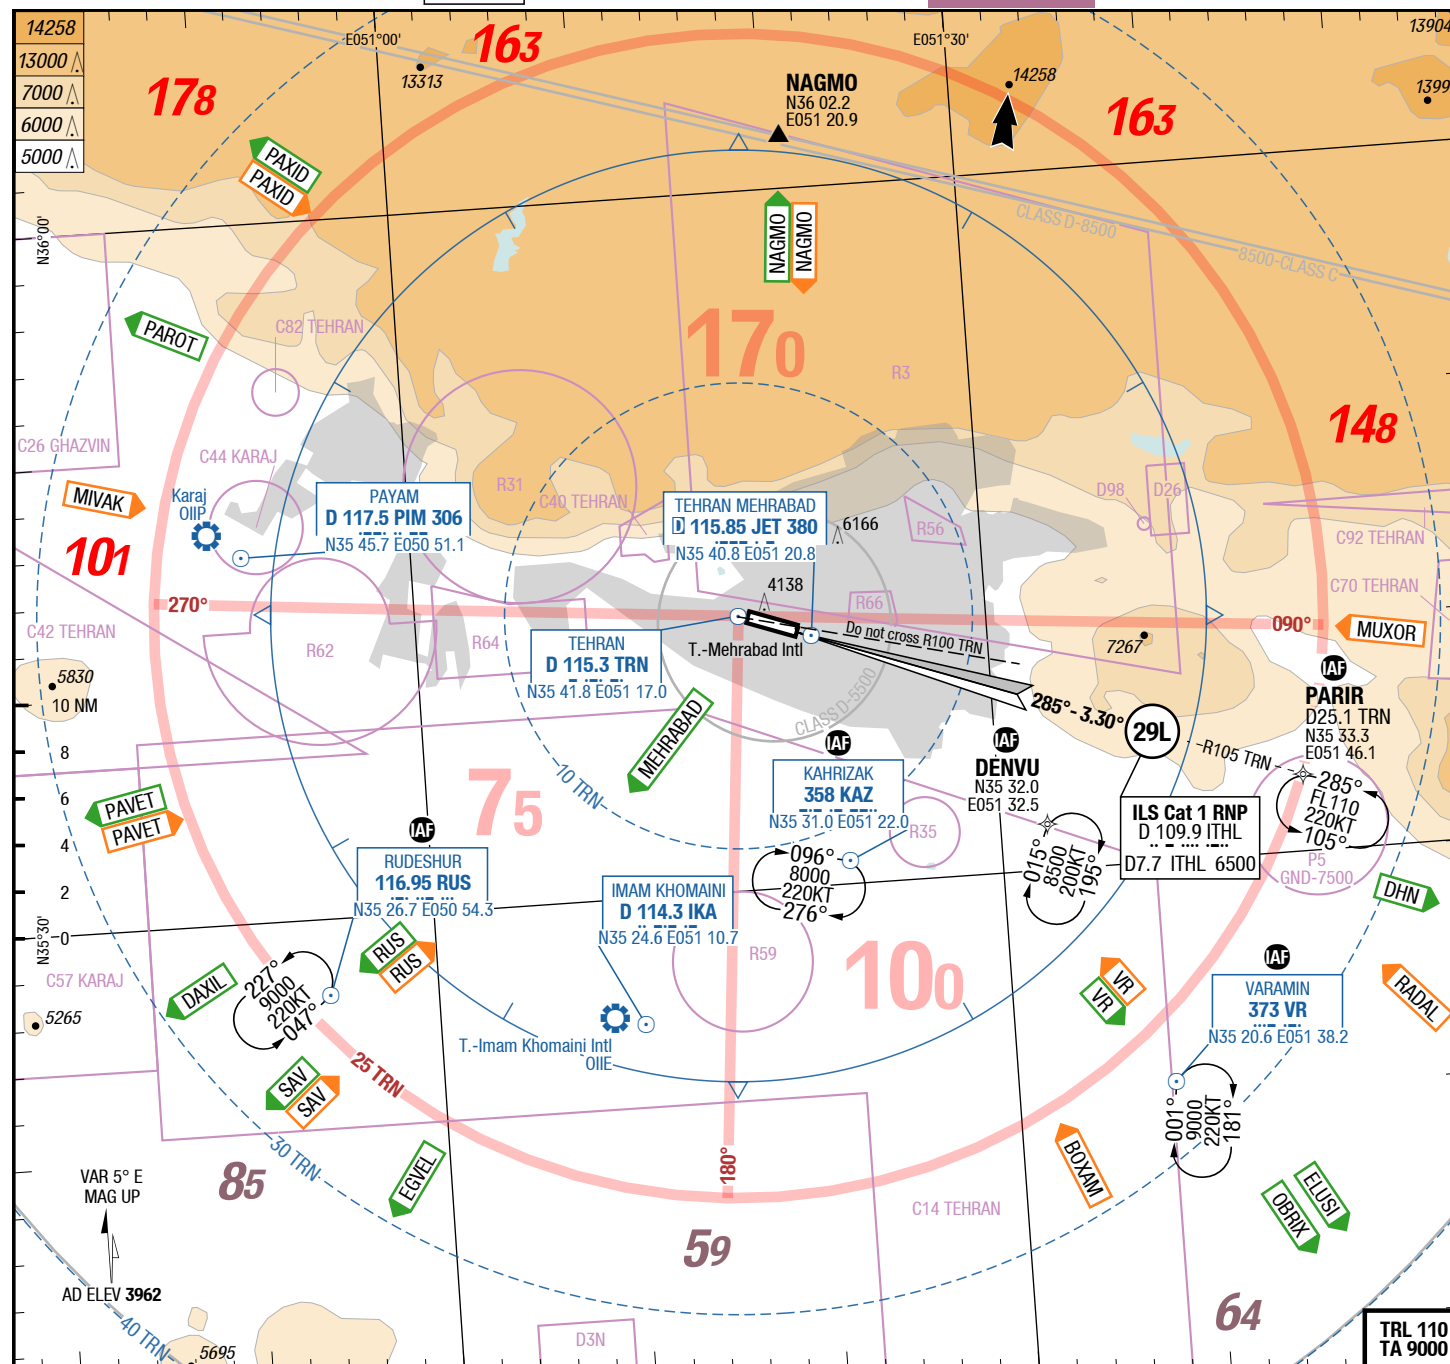 14258
13000
7000
6000
5000
E051°00'
13313
163
178
NAGMO
N36 02.2
E051 20.9
E051°30'
14258
163
13904
1399
PAXID
PAXID
N36°00'
NAGMO
NAGMO
CLASS D-8500
8500-CLASS C
PAROT
C82 TEHRAN
170
R3
148
C26 GHAZVIN
C44 KARAJ
MIVAK
Karaj
OIIP
101
PAYAM
D 117.5 PIM 306
N35 45.7 E050 51.1
R31
C40 TEHRAN
TEHRAN MEHRABAD
D 115.85 JET 380
N35 40.8 E051 20.8
6166
R56
D98
D26
C92 TEHRAN
C70 TEHRAN
270°
C42 TEHRAN
R62
R64
4138
R66
Do not cross R100 TRN
T.-Mehrabad Intl
TEHRAN
D 115.3 TRN
N35 41.8 E051 17.0
7267
090°
MUXOR
5830
10 NM
8
6
4
2
0
N35°30'
CLASS D-5500
MEHRABAD
285° - 3.30°
29L
IAF
PARIR
D25.1 TRN
N35 33.3
E051 46.1
R105 TRN
285°
FL110
220KT
105°
P5
GND-7500
PAVET
PAVET
75
10 TRN
IAF
KAHRIZAK
358 KAZ
N35 31.0 E051 22.0
096°
8000
220KT
276°
R35
IAF
DENVU
N35 32.0
E051 32.5
015°
8500
200KT
195°
ILS Cat 1 RNP
D 109.9 ITHL
D7.7 ITHL 6500
DHN
IAF
RUDESHUR
116.95 RUS
N35 26.7 E050 54.3
RUS
RUS
IMAM KHOMAINI
D 114.3 IKA
N35 24.6 E051 10.7
R59
100
VR
VR
IAF
VARAMIN
373 VR
N35 20.6 E051 38.2
RADAL
C57 KARAJ
5265
DAXIL
227°
9000
220KT
047°
T.-Imam Khomaini Intl
OIIE
SAV
SAV
25 TRN
001°
9000
220KT
181°
30 TRN
85
EGVEL
180°
C14 TEHRAN
BOXAM
ELUSI
OBRIX
VAR 5° E
MAG UP
AD ELEV 3962
40 TRN
5695
59
D3N
64
TRL 110
TA 9000